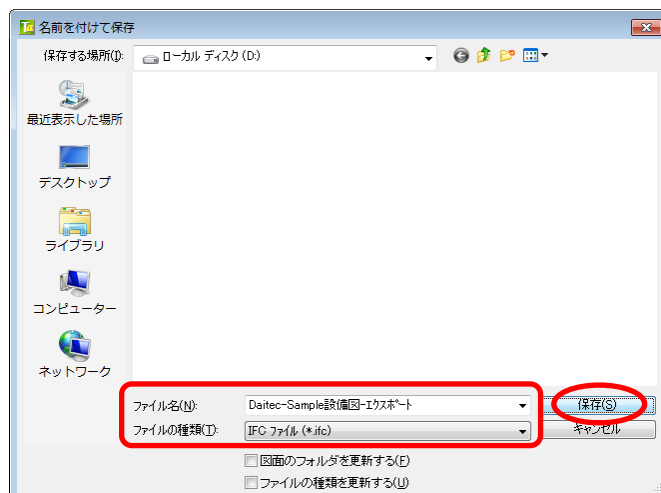 名前を付けて保存
保存する場所(I): ローカル ディスク (D:)
最近表示した場所
デスクトップ
ライブラリ
コンピューター
ネットワーク
ファイル名(N): Daitec-Sample設備図-エクスポート 保存(S)
ファイルの種類(T): IFC ファイル (*.ifc) キャンセル
図面のフォルダを更新する(F)
ファイルの種類を更新する(U)